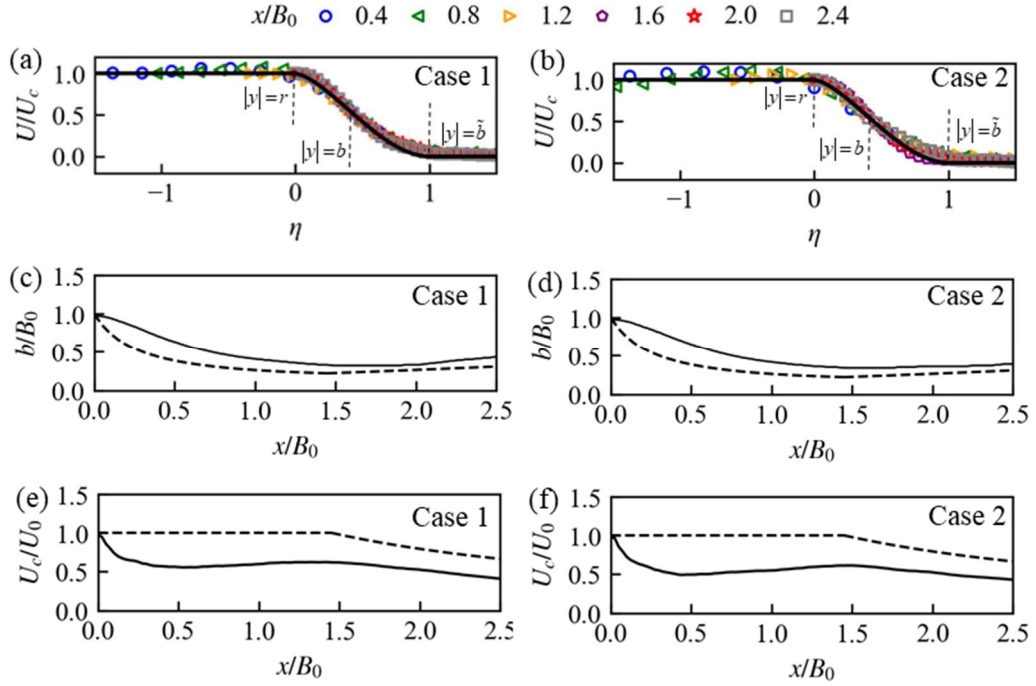 x/B₀ 0.4 0.8 1.2 1.6 2.0 2.4
(a) (b)
Case 1 Case 2
U/U_c 1.0 0.5 0.0 U/U_c 1.0 0.5 0.0
|y|=r |y|=b |y|=b̃ |y|=r |y|=b |y|=b̃
−1 0 1 −1 0 1
η η
(c) (d)
Case 1 Case 2
b/B₀ 1.5 1.0 0.5 0.0 b/B₀ 1.5 1.0 0.5 0.0
0.0 0.5 1.0 1.5 2.0 2.5 0.0 0.5 1.0 1.5 2.0 2.5
x/B₀ x/B₀
(e) (f)
Case 1 Case 2
U_c/U₀ 1.5 1.0 0.5 0.0 U_c/U₀ 1.5 1.0 0.5 0.0
0.0 0.5 1.0 1.5 2.0 2.5 0.0 0.5 1.0 1.5 2.0 2.5
x/B₀ x/B₀